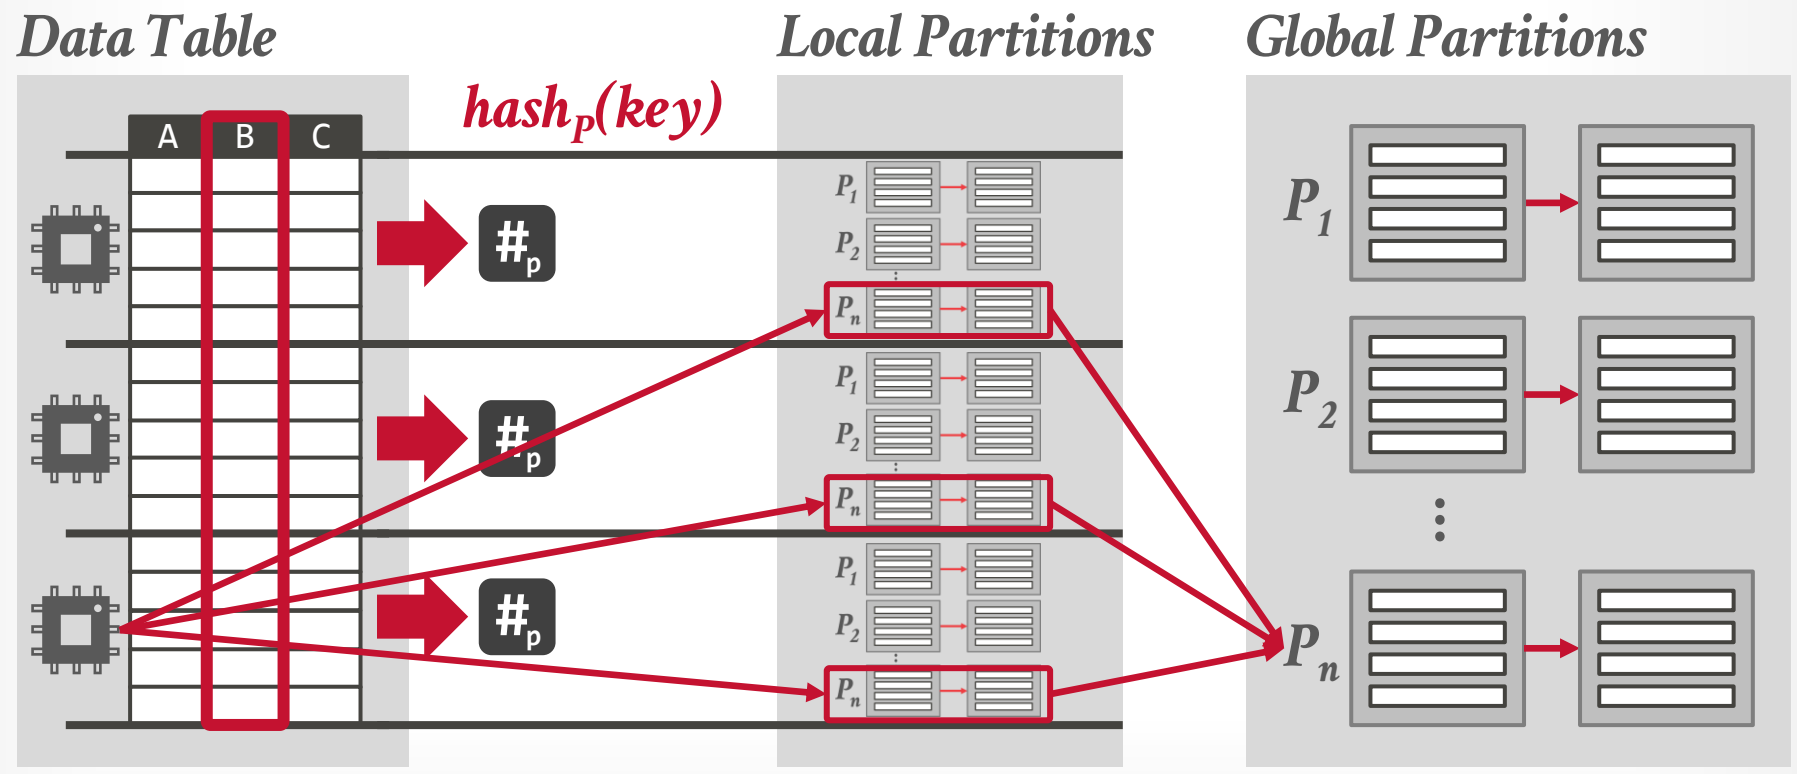 Data Table
Local Partitions
Global Partitions
hashP(key)
A B C
#p
P1
P2
Pn
#p
P1
P2
Pn
#p
P1
P2
Pn
P1
P2
Pn